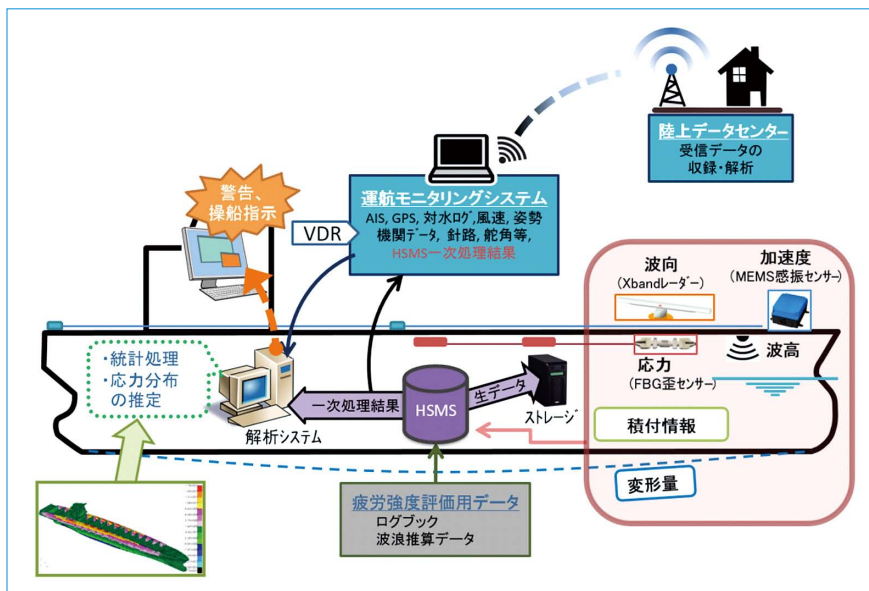 陸上データセンター
受信データの
収録・解析
警告、
操船指示
運航モニタリングシステム
AIS, GPS, 対水ログ,風速, 姿勢
機関データ, 針路, 舵角等,
HSMS一次処理結果
VDR
波向
(Xbandレーダー)
加速度
(MEMS感振センサー)
・統計処理
・応力分布
の推定
解析システム
一次処理結果
HSMS
生データ
ストレージ
応力
(FBG歪センサー)
波高
積付情報
変形量
疲労強度評価用データ
ログブック
波浪推算データ